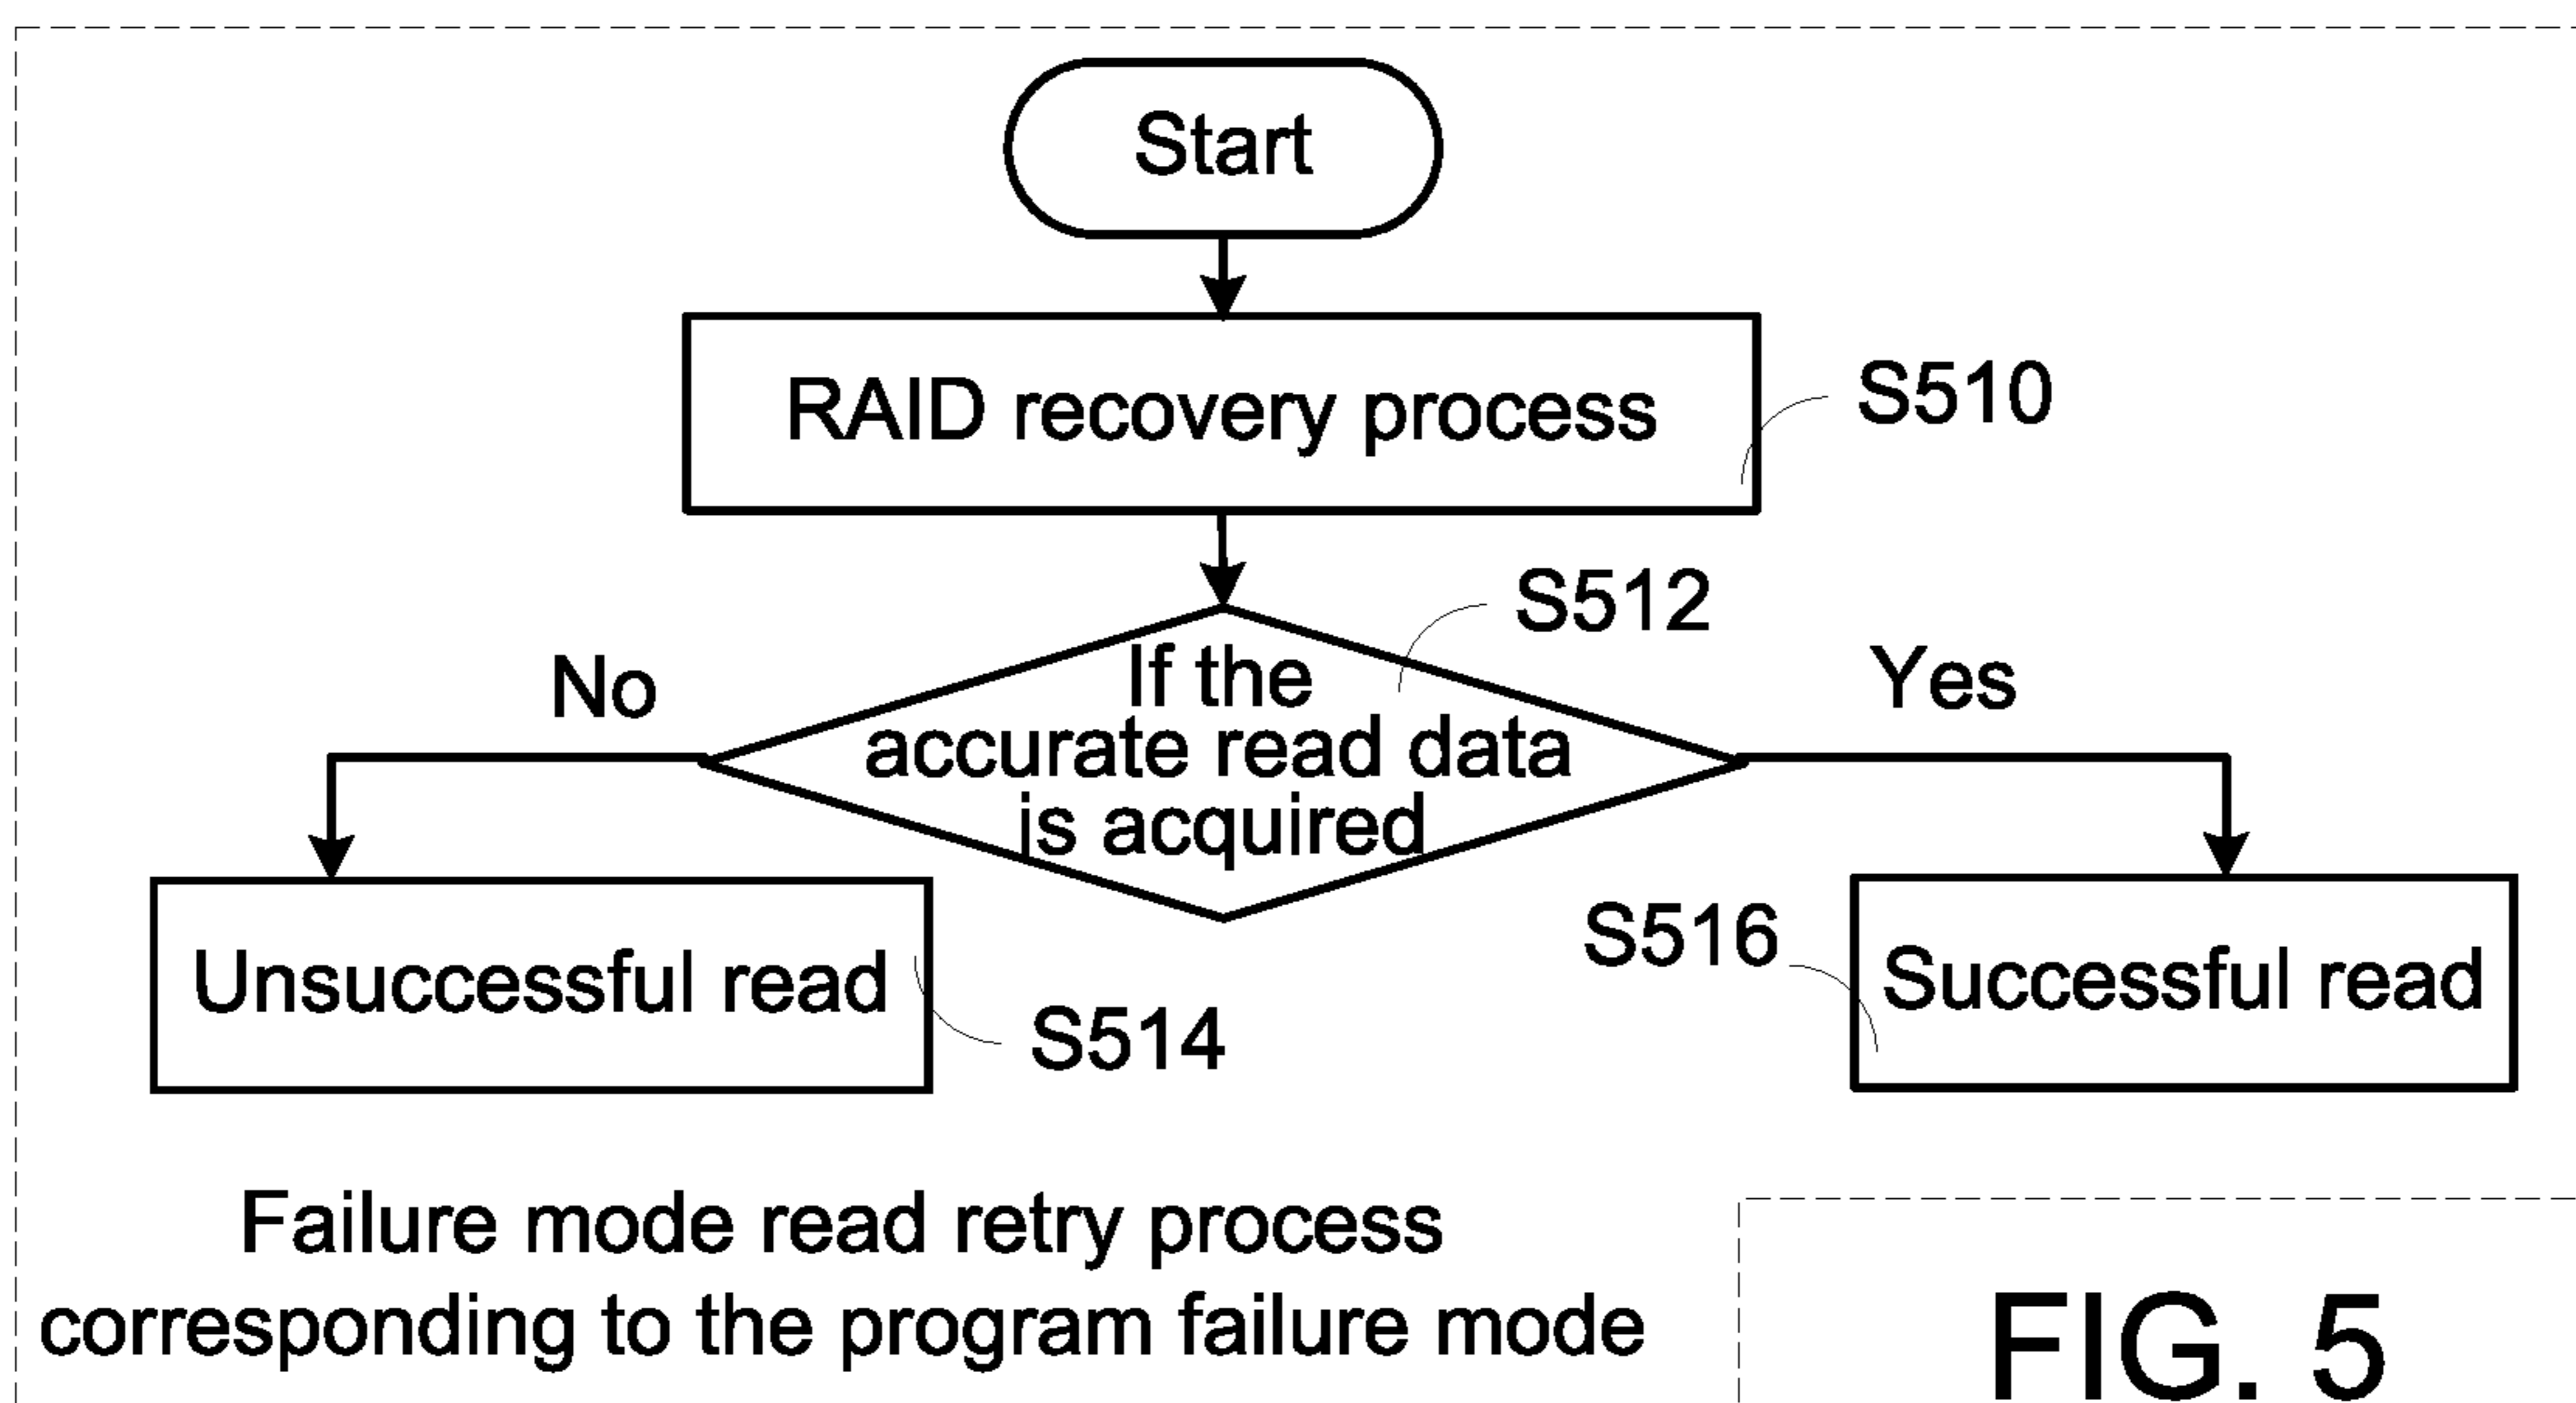 Start
RAID recovery process
S510
S512
If the
accurate read data
is acquired
No
Yes
Unsuccessful read
S514
S516
Successful read
Failure mode read retry process
corresponding to the program failure mode
FIG. 5